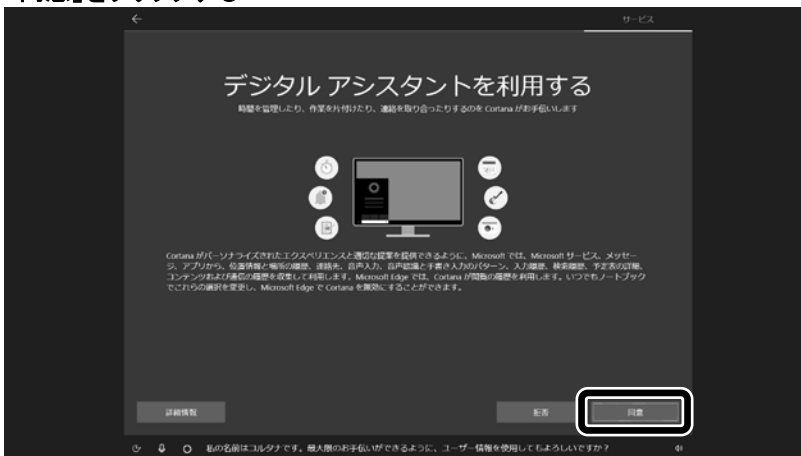 サービス
デジタル アシスタントを利用する
時間を管理したり、作業を片付けたり、連絡を取り合ったりするのを Cortana がお手伝いします
Cortana がパーソナライズされたエクスペリエンスと適切な提案を提供できるように、Microsoft では、Microsoft サービス、メッセー
ジ、アプリから、位置情報と場所の履歴、連絡先、音声入力、音声認識と手書き入力のパターン、入力履歴、検索履歴、予定表の詳細、
コンテンツおよび通信の履歴を収集して利用します。Microsoft Edge では、Cortana が閲覧の履歴を利用します。いつでもノートブック
でこれらの選択を変更し、Microsoft Edge で Cortana を無効にすることができます。
詳細情報
拒否
同意
私の名前はコルタナです。最大限のお手伝いができるように、ユーザー情報を使用してもよろしいですか?